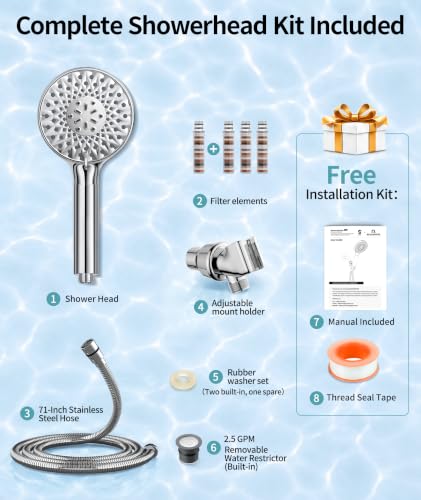 Complete Showerhead Kit Included
1 Shower Head
+
2 Filter elements
3 71-Inch Stainless
Steel Hose
4 Adjustable
mount holder
5 Rubber
washer set
(Two built-in, one spare)
6 2.5 GPM
Removable
Water Restrictor
(Built-in)
Free
Installation Kit:
7 Manual Included
8 Thread Seal Tape